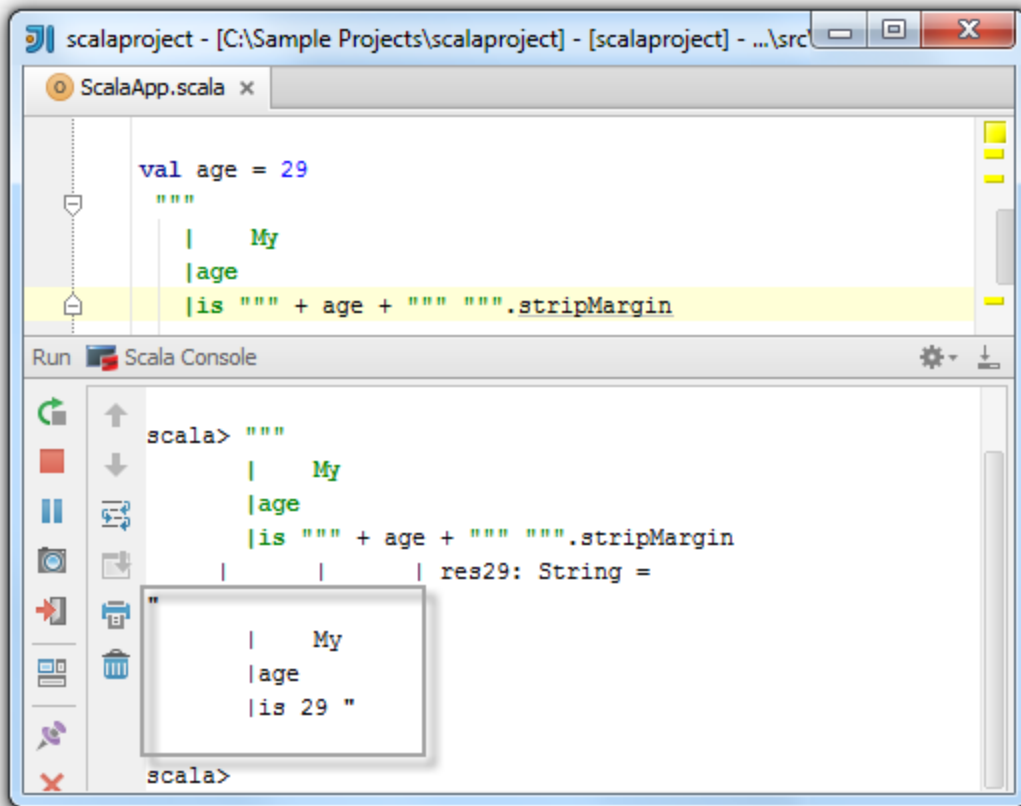 scalaproject - [C:\Sample Projects\scalaproject] - [scalaproject] - ...\src\
ScalaApp.scala
val age = 29
"""
|    My
|age
|is """ + age + """ """.stripMargin
Run Scala Console
scala> """
|    My
|age
|is """ + age + """ """.stripMargin
|      |      | res29: String =
"
|    My
|age
|is 29 "
scala>